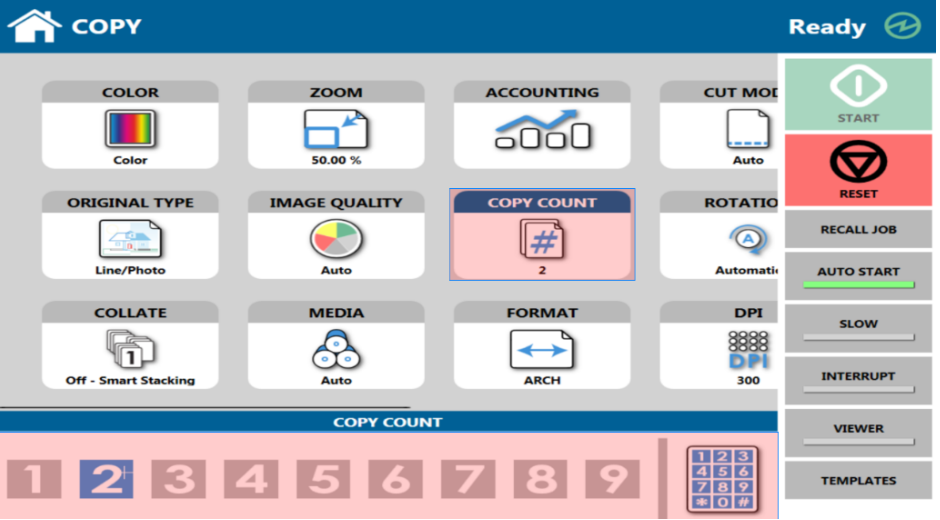 COPY
Ready
COLOR
Color
ZOOM
50.00 %
ACCOUNTING
CUT MOD
Auto
START
RESET
ORIGINAL TYPE
Line/Photo
IMAGE QUALITY
Auto
COPY COUNT
#
2
ROTATIO
A
Automati
RECALL JOB
AUTO START
COLLATE
1
Off - Smart Stacking
MEDIA
Auto
FORMAT
ARCH
DPI
DPI
300
SLOW
INTERRUPT
VIEWER
TEMPLATES
COPY COUNT
1 2 3 4 5 6 7 8 9
1 2 3
4 5 6
7 8 9
* 0 #